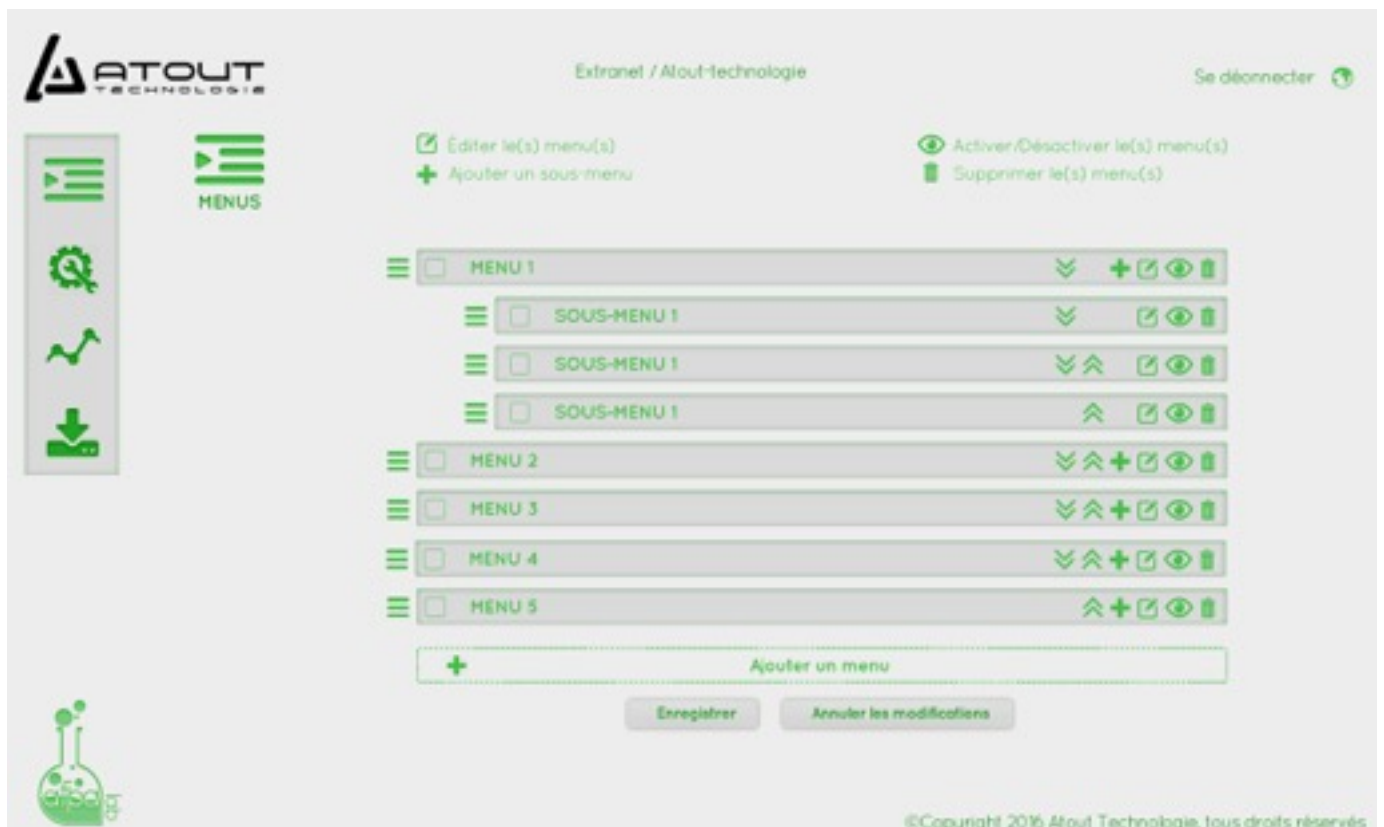 ATOUT
TECHNOLOGIE
Extranet / Atout-technologie
Se déonnecter
Éditer le(s) menu(s)
Activer/Désactiver le(s) menu(s)
Ajouter un sous-menu
Supprimer le(s) menu(s)
MENUS
MENU 1
SOUS-MENU 1
SOUS-MENU 1
SOUS-MENU 1
MENU 2
MENU 3
MENU 4
MENU 5
Ajouter un menu
Enregistrer
Annuler les modifications
lab
©Copyright 2016 Atout Technologie, tous droits réservés